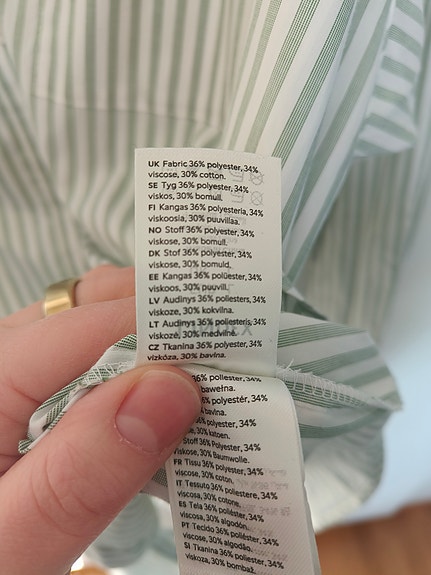 UK Fabric 36% polyester, 34%
viscose, 30% cotton.
SE Tyg 36% polyester, 34%
viskos, 30% bomull.
FI Kangas 36% polyesteria, 34%
viskoosia, 30% puuvillaa.
NO Stoff 36% polyester, 34%
viskose, 30% bomull.
DK Stof 36% polyester, 34%
viskose, 30% bomuld.
EE Kangas 36% polüester, 34%
viskoos, 30% puuvill.
LV Audinys 36% poliesters, 34%
viskoze, 30% kokvilna.
LT Audinys 36% poliesteris, 34%
viskozė, 30% medvilnė.
CZ Tkanina 36% polyester, 34%
vizkóza, 30% bavlna.
36% poliester, 34%
bawełna.
% polyester, 34%
bavlna.
polyester, 34%
30% katoen.
Stoff 36% Polyester, 34%
Viskose, 30% Baumwolle.
FR Tissu 36% polyester, 34%
viscose, 30% coton.
IT Tessuto 36% poliestere, 34%
viscosa, 30% cotone.
ES Tela 36% poliéster, 34%
viscosa, 30% algodón.
PT Tecido 36% poliéster, 34%
viscose, 30% algodão.
SI Tkanina 36% poliester, 34%
viskoza, 30% bombaž.